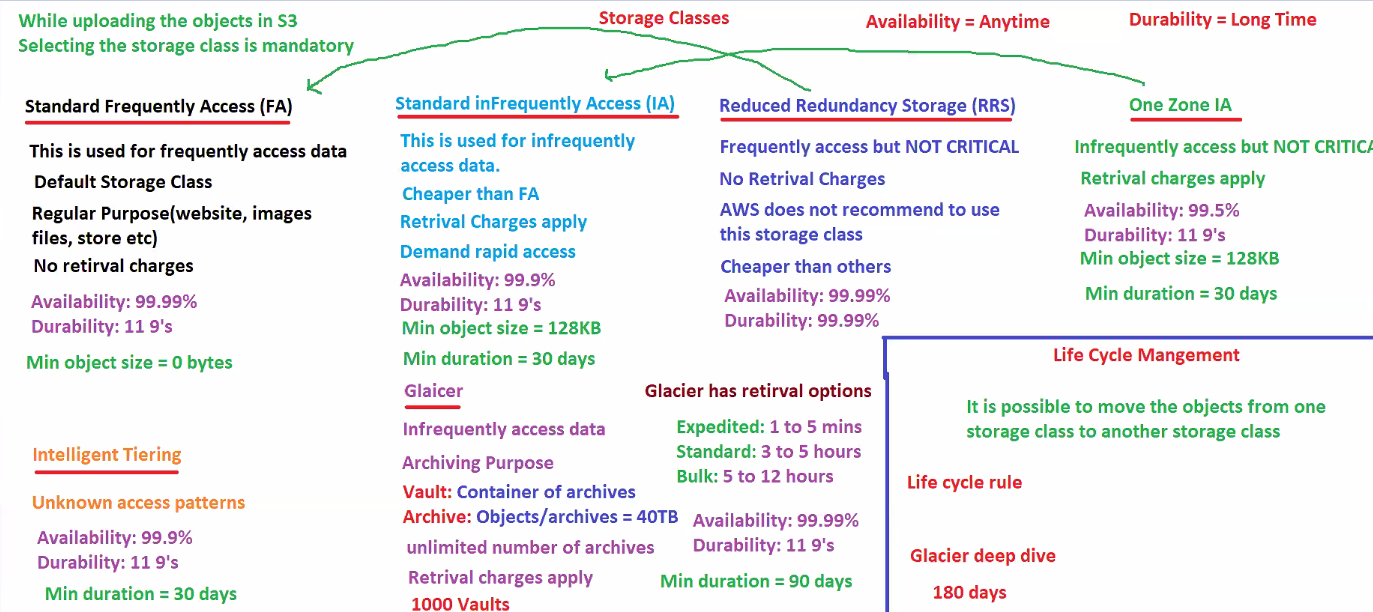 While uploading the objects in S3
Selecting the storage class is mandatory
Storage Classes
Availability = Anytime
Durability = Long Time
Standard Frequently Access (FA)
This is used for frequently access data
Default Storage Class
Regular Purpose(website, images
files, store etc)
No retirval charges
Availability: 99.99%
Durability: 11 9's
Min object size = 0 bytes
Standard inFrequently Access (IA)
This is used for infrequently
access data.
Cheaper than FA
Retrival Charges apply
Demand rapid access
Availability: 99.9%
Durability: 11 9's
Min object size = 128KB
Min duration = 30 days
Reduced Redundancy Storage (RRS)
Frequently access but NOT CRITICAL
No Retrival Charges
AWS does not recommend to use
this storage class
Cheaper than others
Availability: 99.99%
Durability: 99.99%
One Zone IA
Infrequently access but NOT CRITICA
Retrival charges apply
Availability: 99.5%
Durability: 11 9's
Min object size = 128KB
Min duration = 30 days
Intelligent Tiering
Unknown access patterns
Availability: 99.9%
Durability: 11 9's
Min duration = 30 days
Glaicer
Infrequently access data
Archiving Purpose
Vault: Container of archives
Archive: Objects/archives = 40TB
unlimited number of archives
Retrival charges apply
1000 Vaults
Glacier has retirval options
Expedited: 1 to 5 mins
Standard: 3 to 5 hours
Bulk: 5 to 12 hours
Availability: 99.99%
Durability: 11 9's
Min duration = 90 days
Life Cycle Mangement
It is possible to move the objects from one
storage class to another storage class
Life cycle rule
Glacier deep dive
180 days